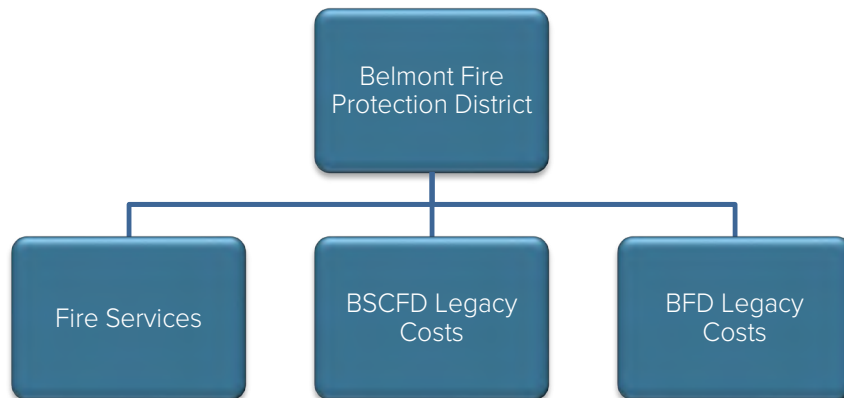 Belmont Fire
Protection District
Fire Services
BSCFD Legacy
Costs
BFD Legacy
Costs